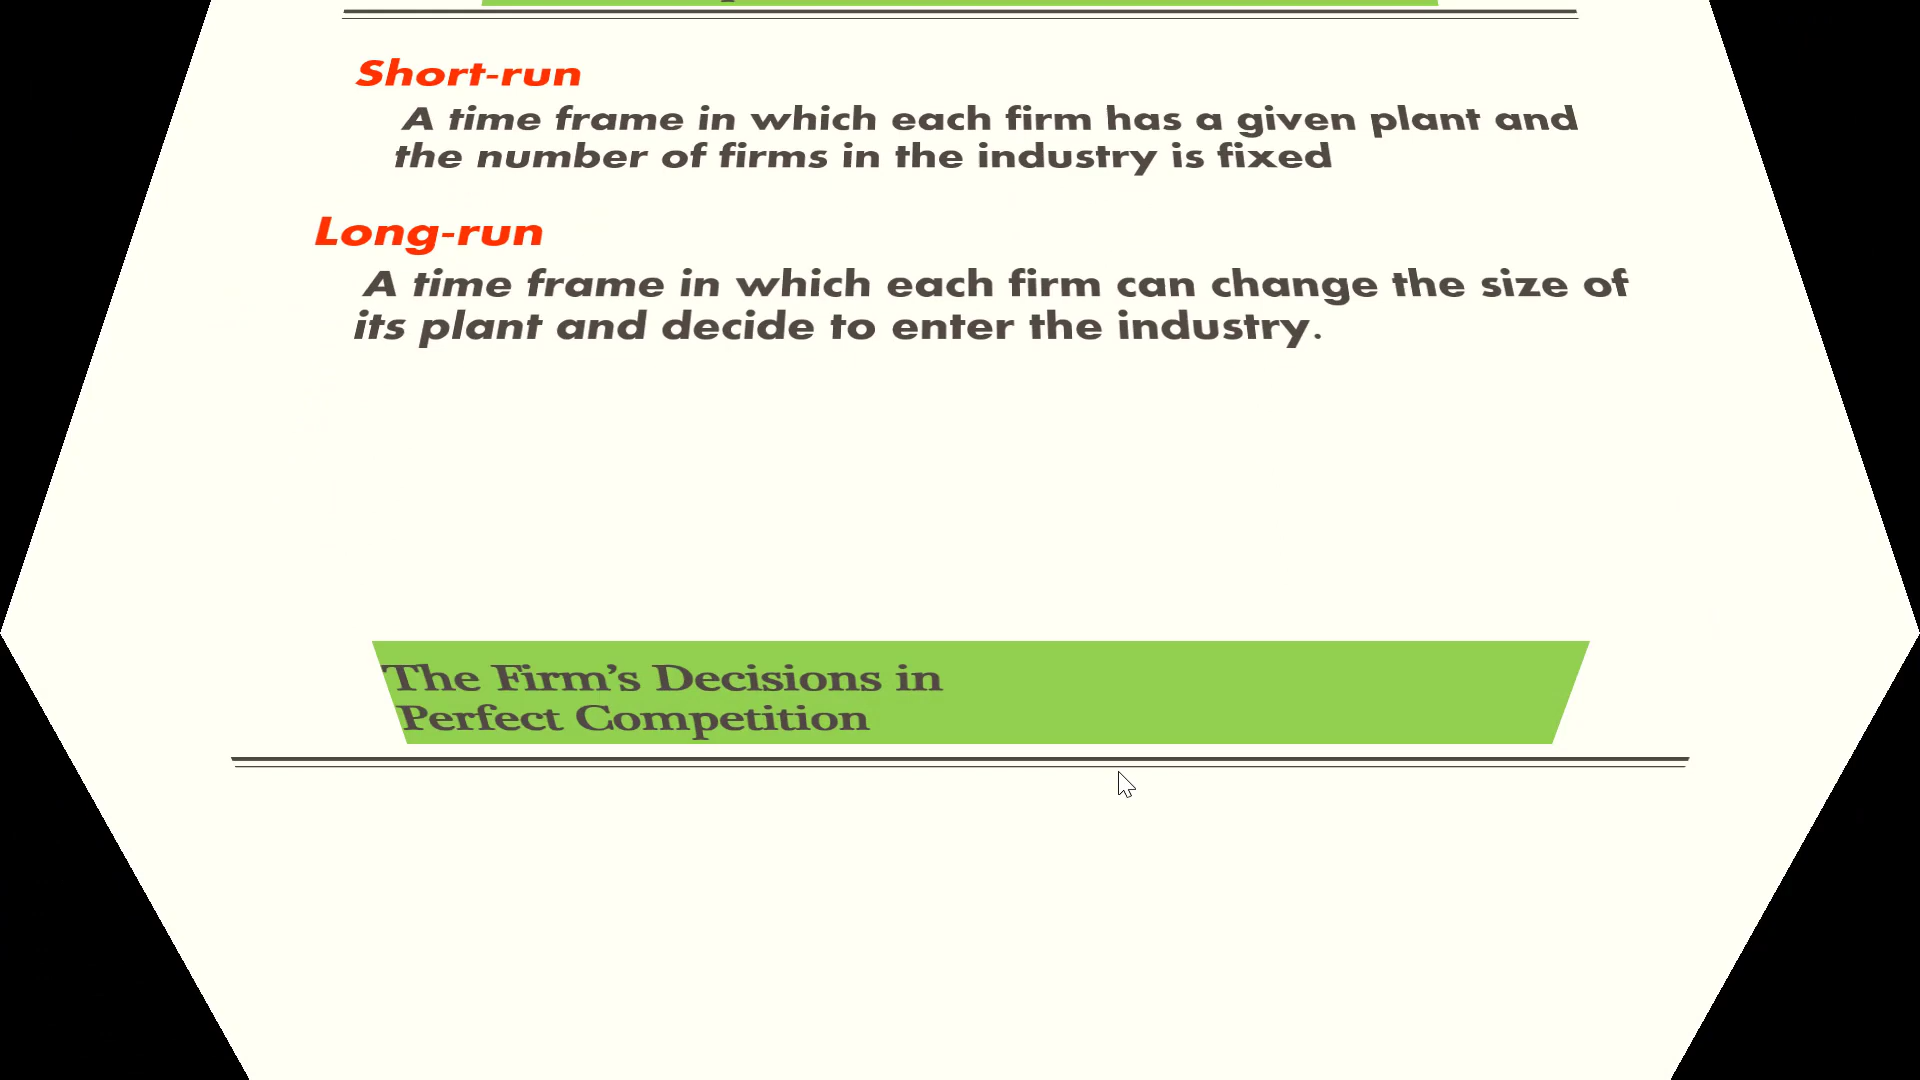 Short-run
A time frame in which each firm has a given plant and
the number of firms in the industry is fixed
Long-run
A time frame in which each firm can change the size of
its plant and decide to enter the industry.
The Firm's Decisions in
Perfect Competition